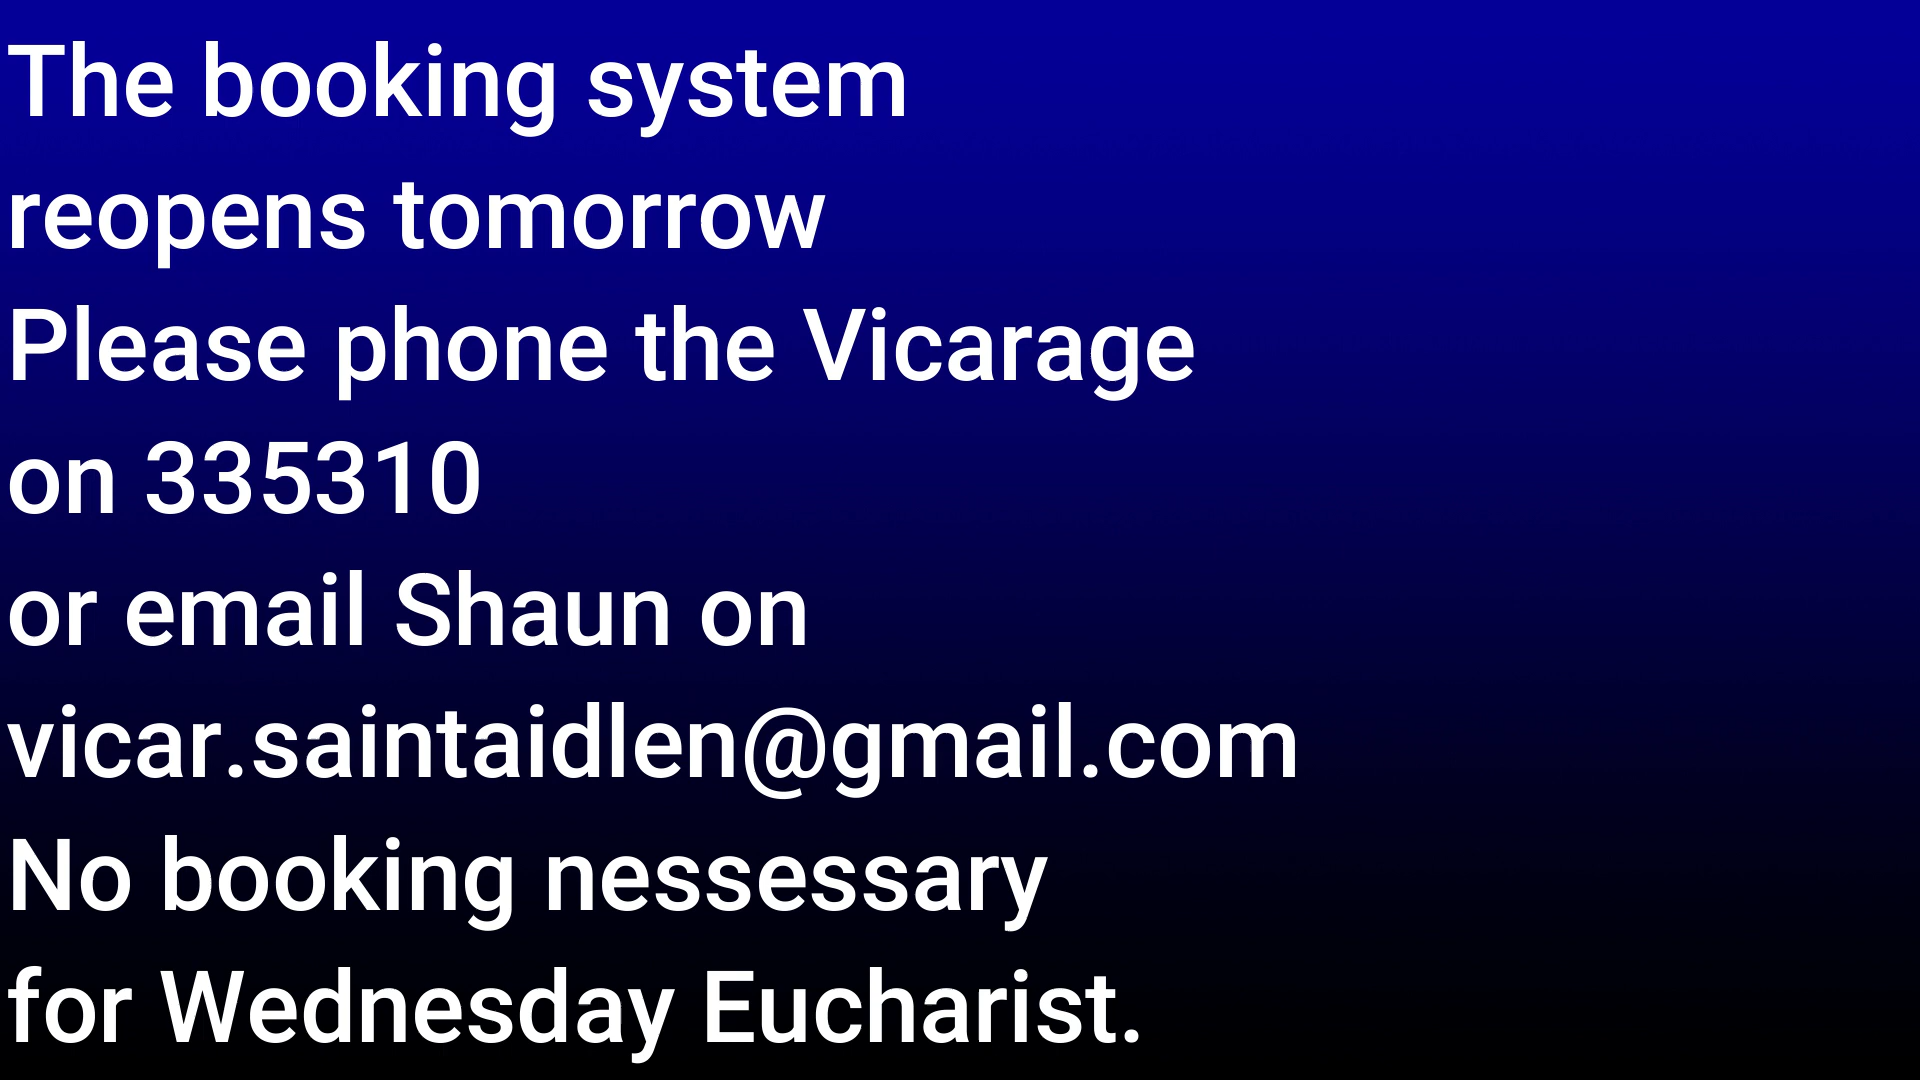 The booking system
reopens tomorrow
Please phone the Vicarage
on 335310
or email Shaun on
vicar.saintaidlen@gmail.com
No booking nessessary
for Wednesday Eucharist.